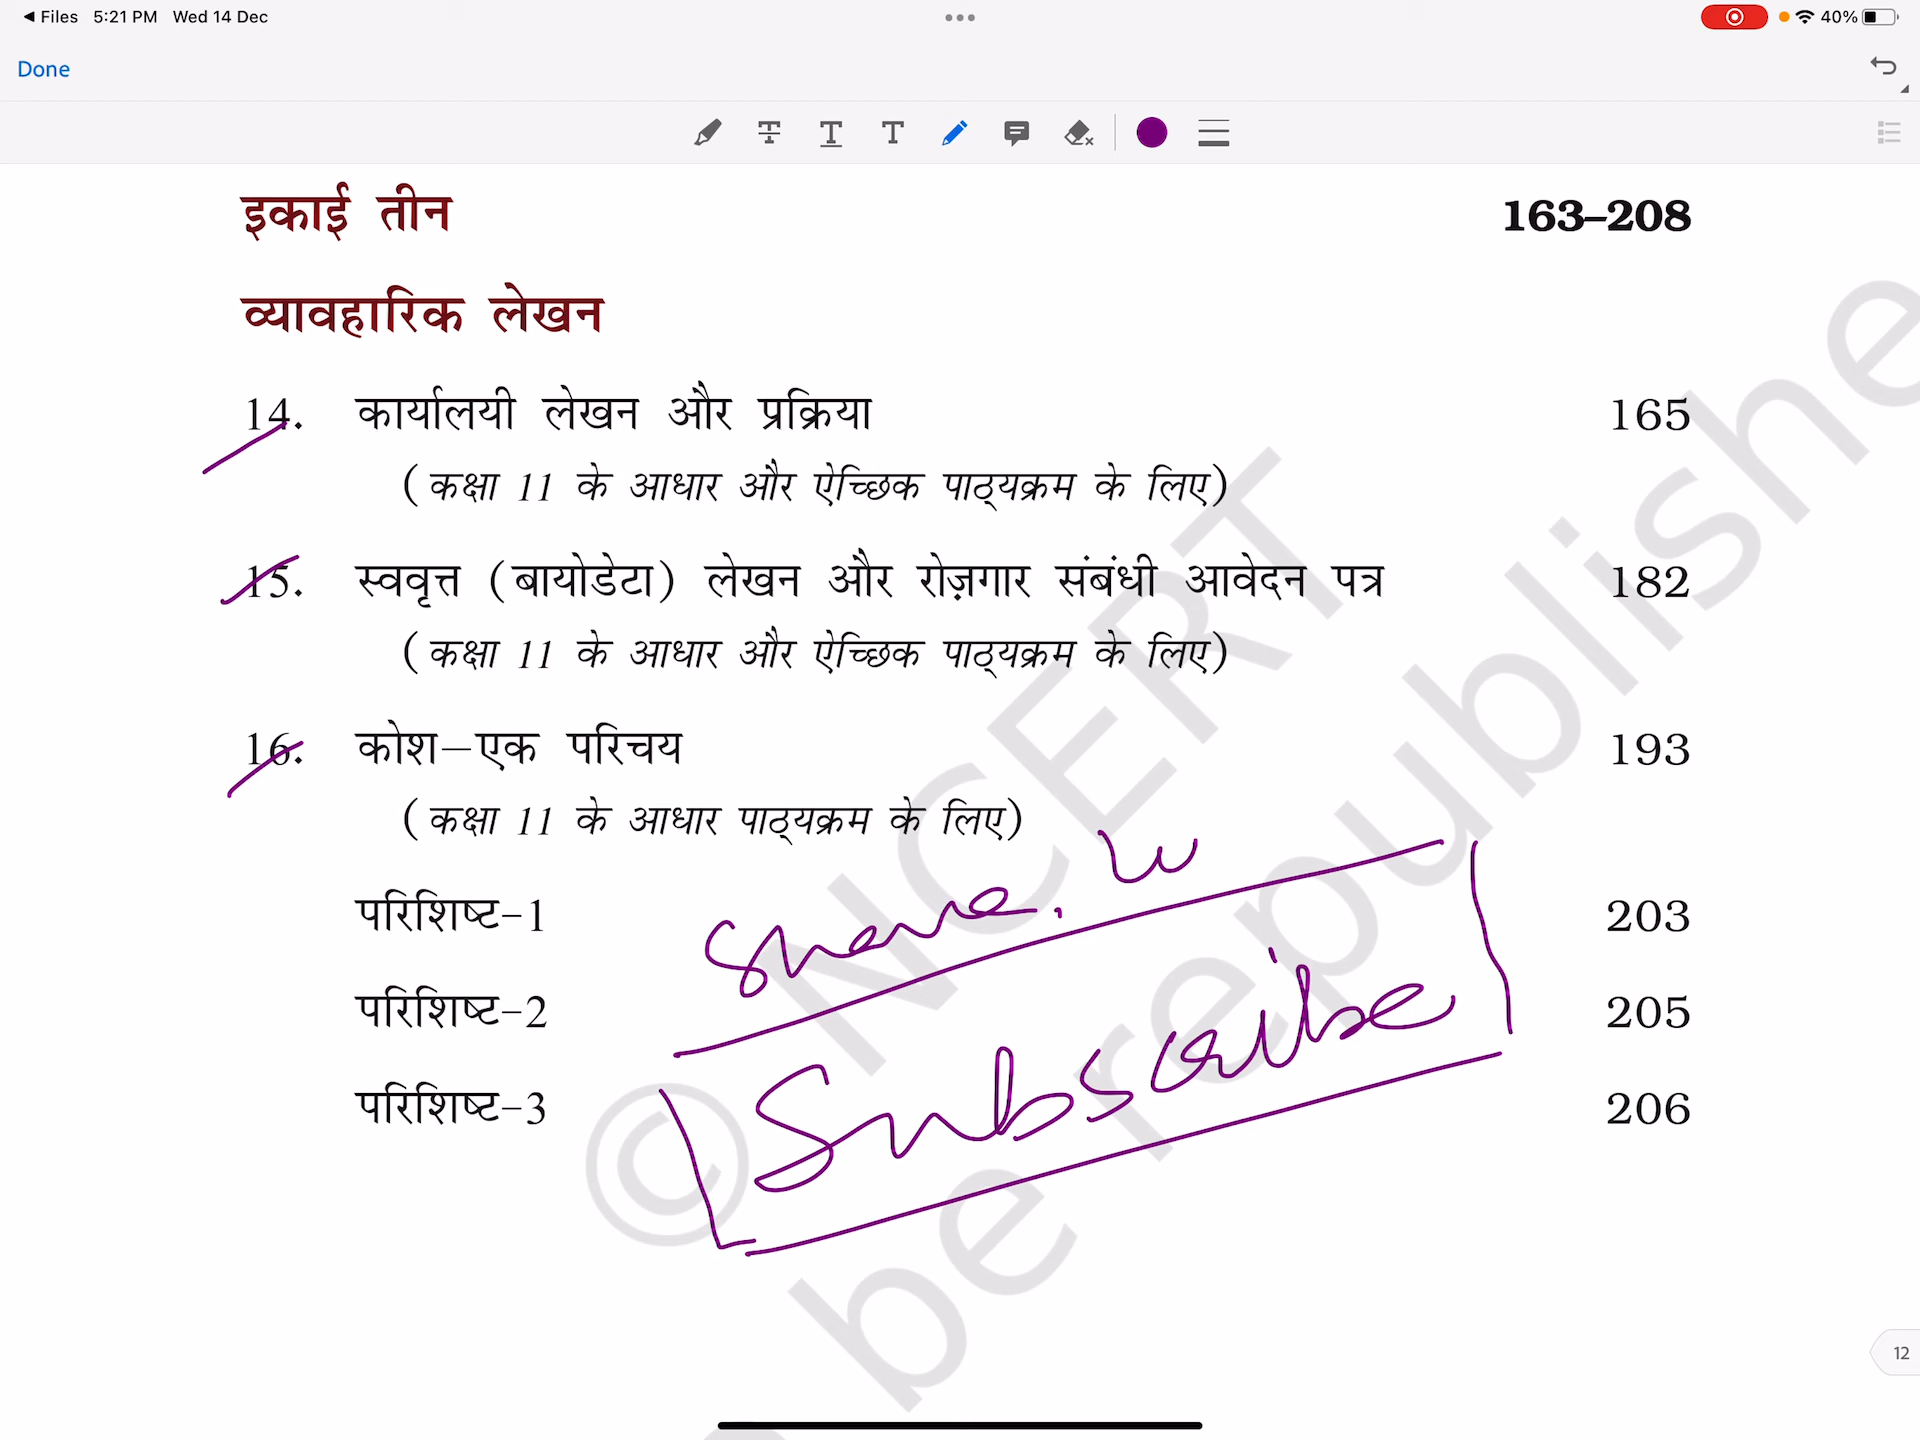 Files 5:21 PM Wed 14 Dec
40%
Done
इकाई तीन 163–208
व्यावहारिक लेखन
14. कार्यालयी लेखन और प्रक्रिया 165
(कक्षा 11 के आधार और ऐच्छिक पाठ्यक्रम के लिए)
15. स्ववृत्त (बायोडेटा) लेखन और रोज़गार संबंधी आवेदन पत्र 182
(कक्षा 11 के आधार और ऐच्छिक पाठ्यक्रम के लिए)
16. कोश–एक परिचय 193
(कक्षा 11 के आधार पाठ्यक्रम के लिए)
परिशिष्ट-1 203
परिशिष्ट-2 205
परिशिष्ट-3 206
share.
Subscribe
© NCERT
be republishe
12